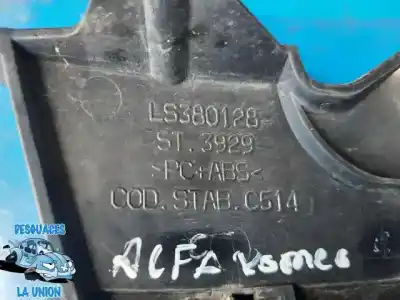 LS380128
ST.3929
>PC+ABS<
COD.STAB.C514
ALFA romeo
DESGUACES
LA UNION